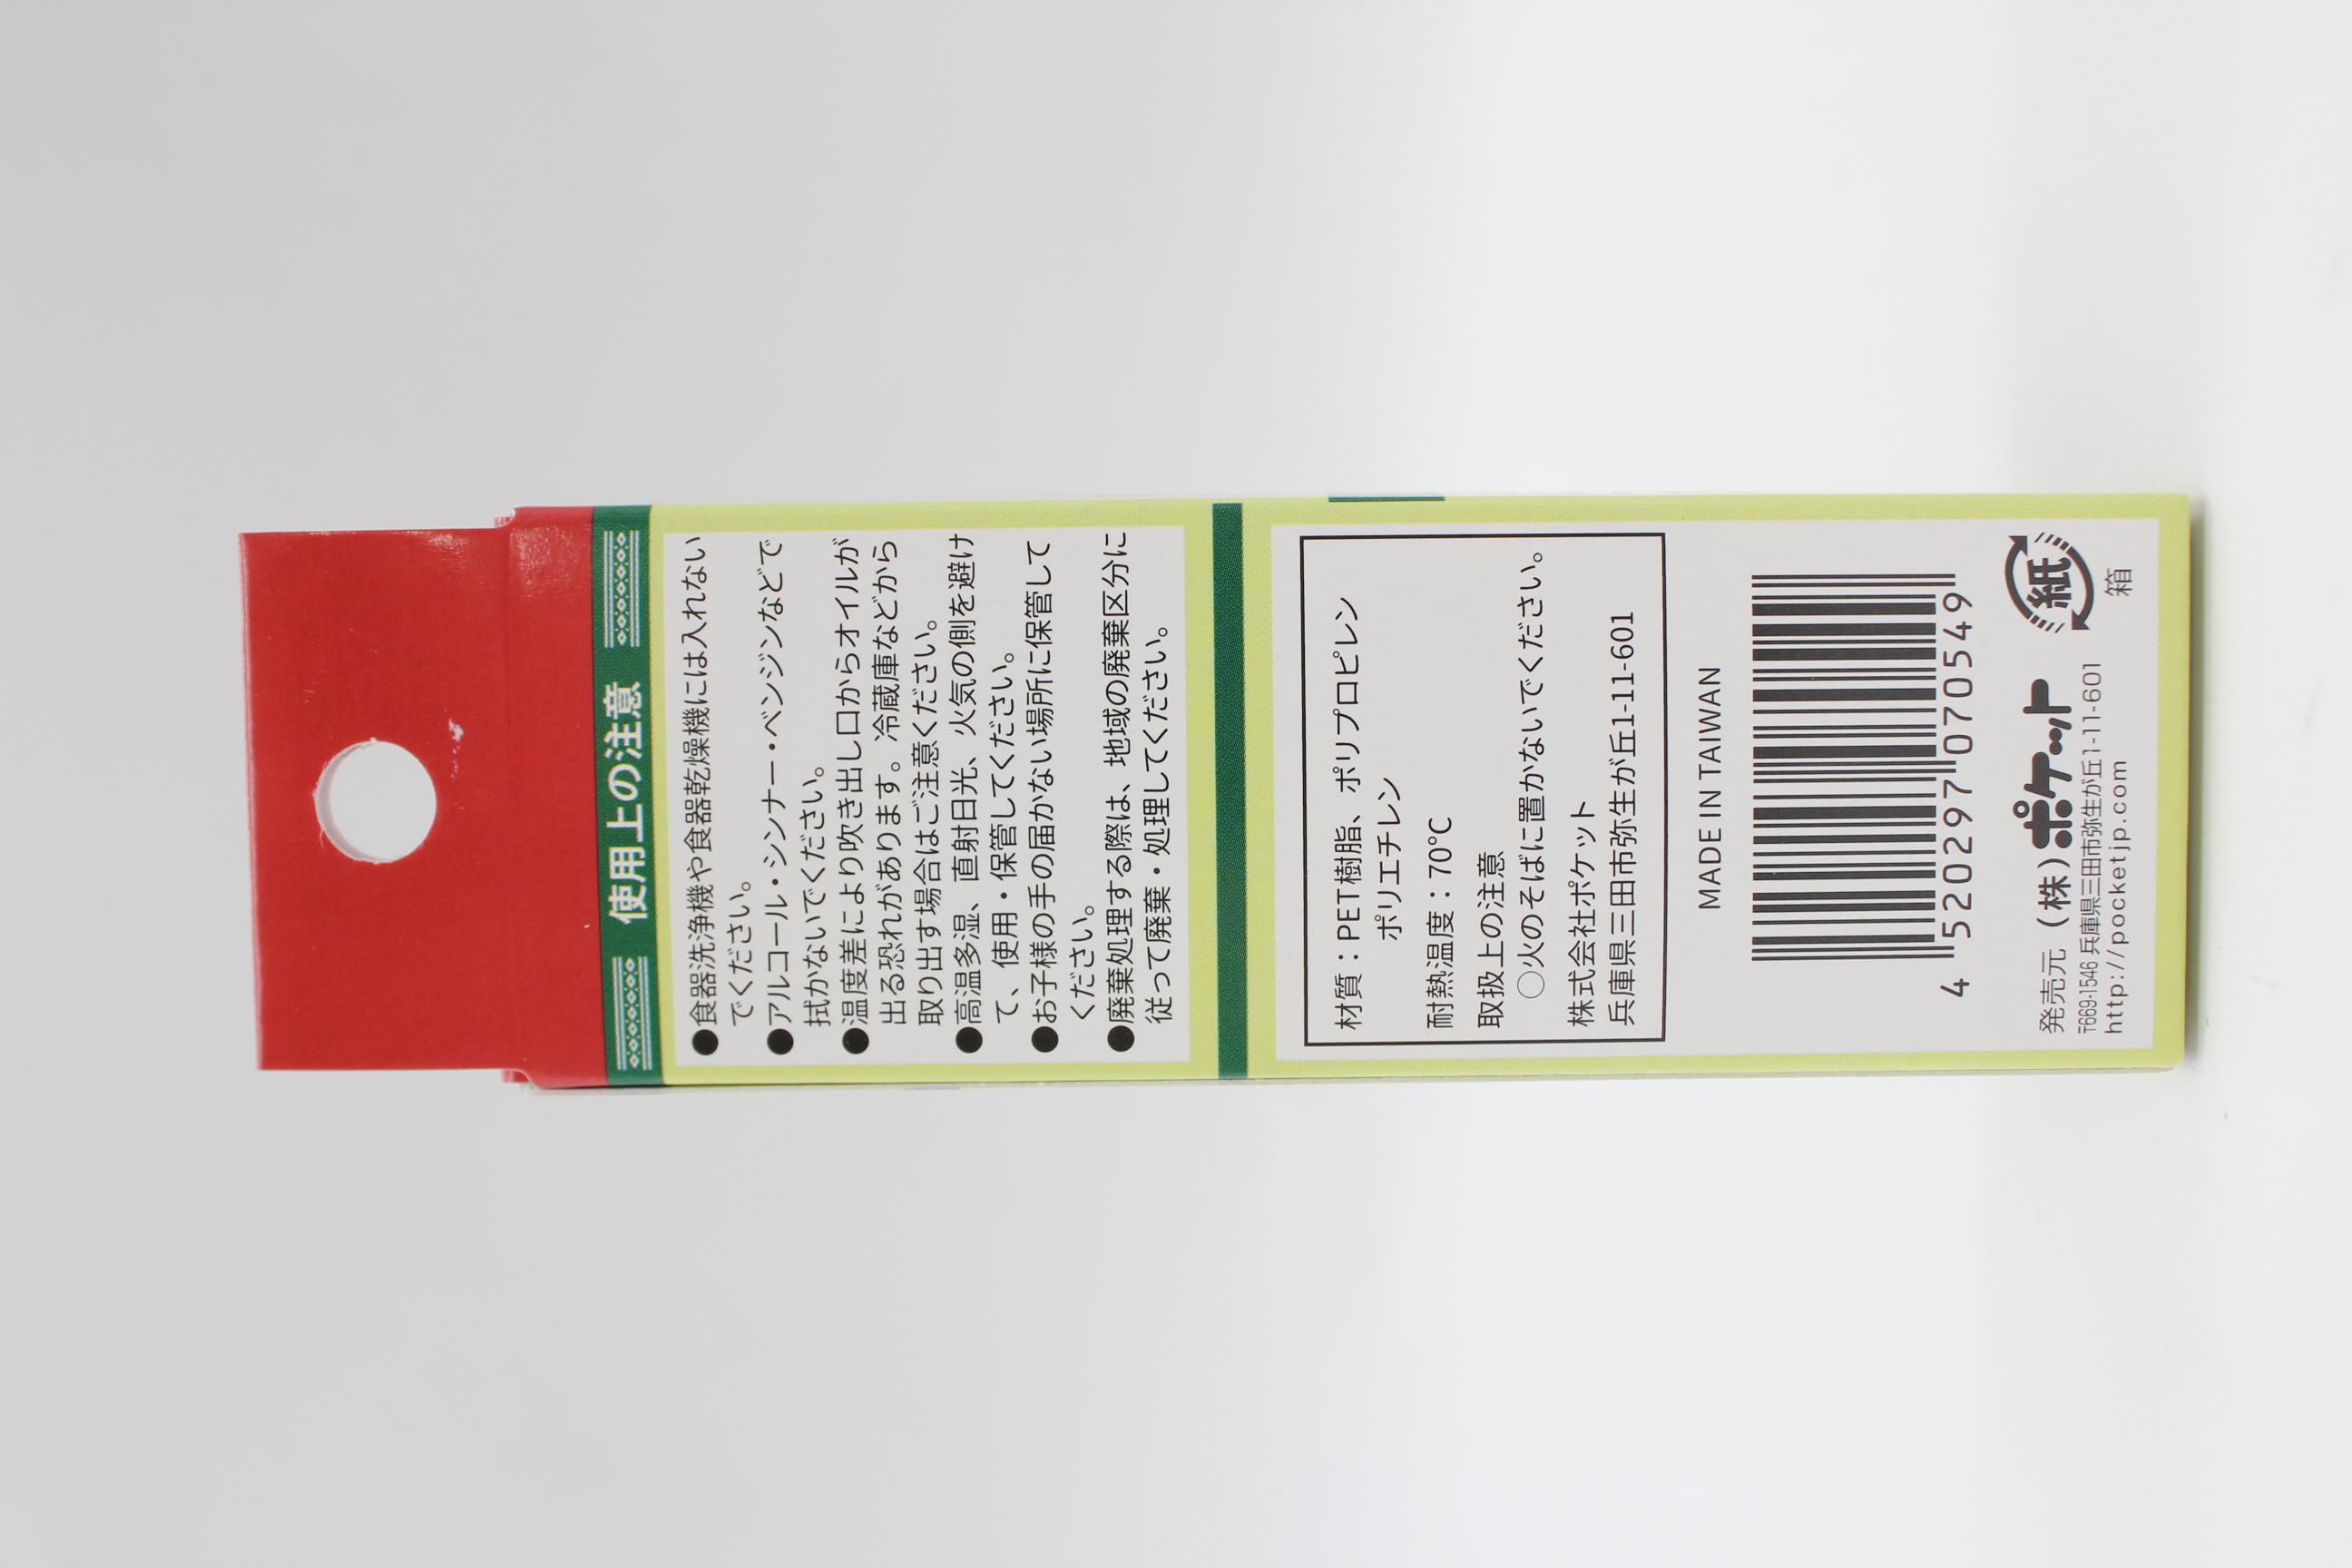 使用上の注意
●食器洗浄機や食器乾燥機には入れない
でください。
●アルコール・シンナー・ベンジンなどで
拭かないでください。
●温度差により吹き出し口からオイルが
出る恐れがあります。冷蔵庫などから
取り出す場合はご注意ください。
●高温多湿、直射日光、火気の側を避け
て、使用・保管してください。
●お子様の手の届かない場所に保管して
ください。
●廃棄処理する際は、地域の廃棄区分に
従って廃棄・処理してください。
材質：PET樹脂、ポリプロピレン
ポリエチレン
耐熱温度：70℃
取扱上の注意
○火のそばに置かないでください。
株式会社ポケット
兵庫県三田市弥生が丘1-11-601
MADE IN TAIWAN
4 520297 070549
発売元 (株)ポケット
〒669-1546 兵庫県三田市弥生が丘1-11-601
http://pocketjp.com
紙
箱